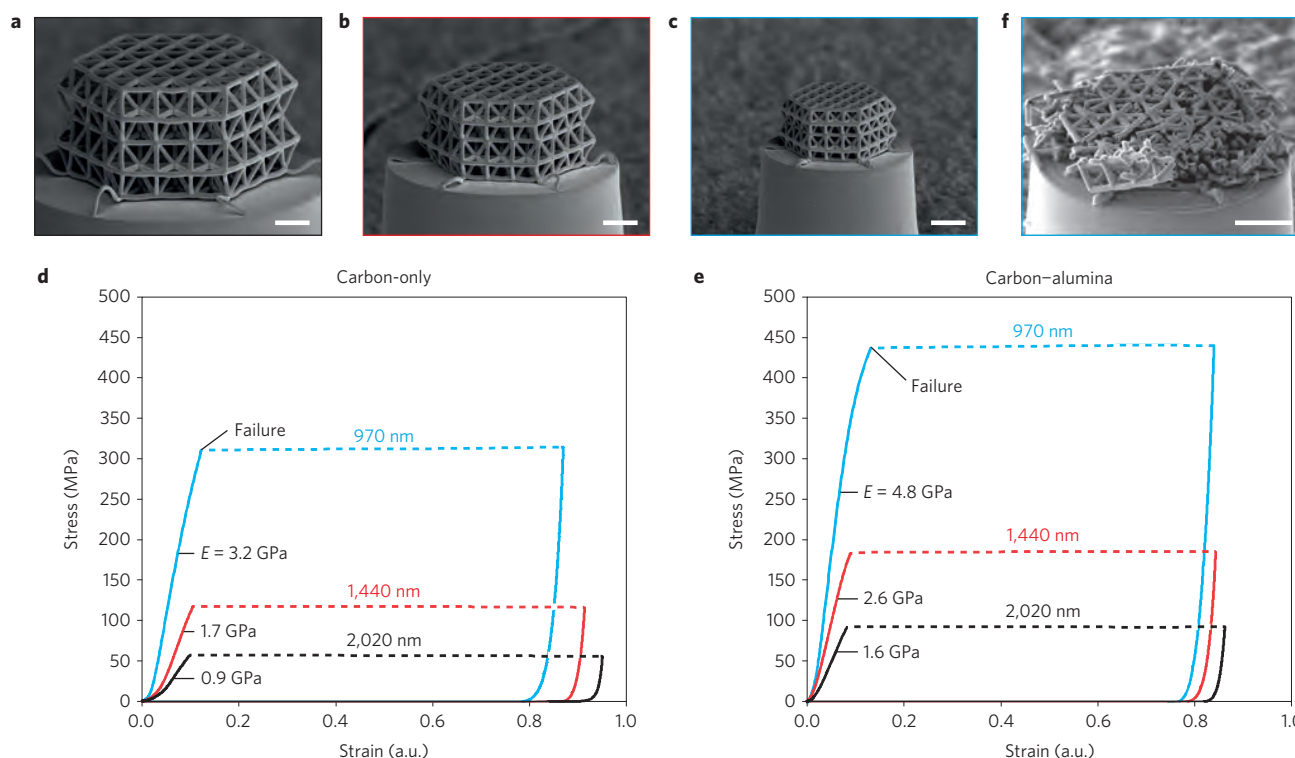 a
b
c
f
d
Carbon-only
500
450
400
350
300
250
200
150
100
50
0
Stress (MPa)
Failure
970 nm
E = 3.2 GPa
1,440 nm
1.7 GPa
2,020 nm
0.9 GPa
0.0 0.2 0.4 0.6 0.8 1.0
Strain (a.u.)
e
Carbon–alumina
500
450
400
350
300
250
200
150
100
50
0
Stress (MPa)
970 nm
Failure
E = 4.8 GPa
1,440 nm
2.6 GPa
2,020 nm
1.6 GPa
0.0 0.2 0.4 0.6 0.8
Strain (a.u.)